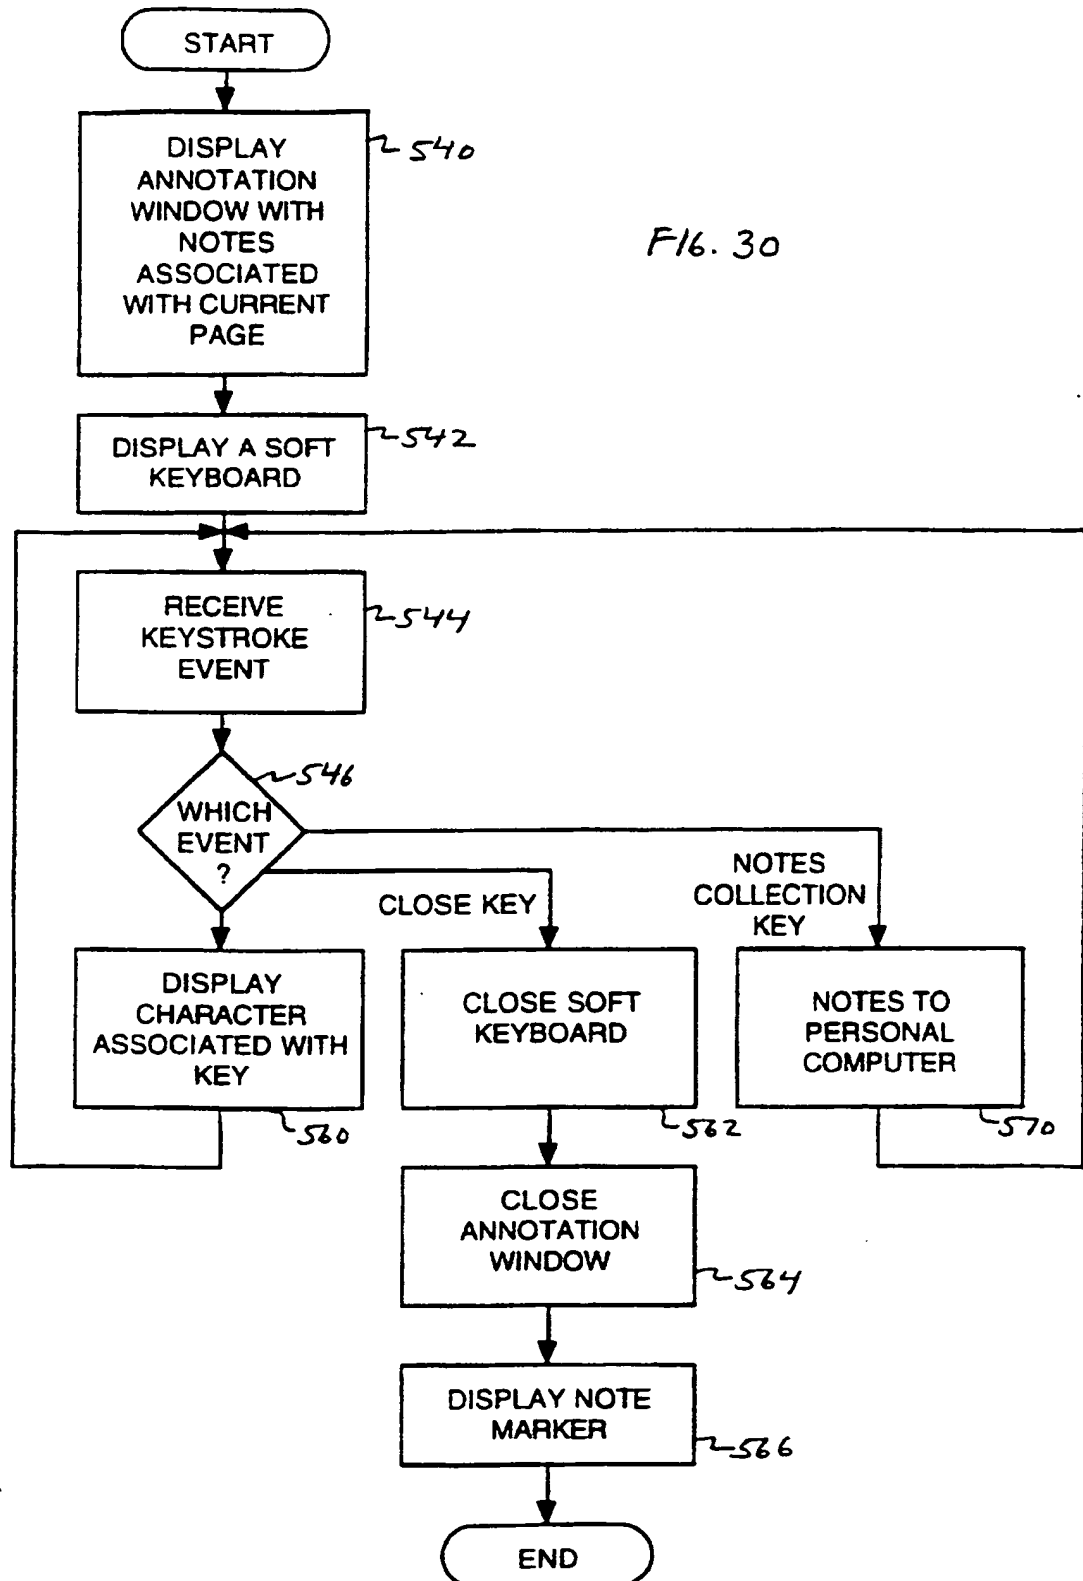 START
DISPLAY
ANNOTATION
WINDOW WITH
NOTES
ASSOCIATED
WITH CURRENT
PAGE
540
FIG. 30
DISPLAY A SOFT
KEYBOARD
542
RECEIVE
KEYSTROKE
EVENT
544
WHICH
EVENT
?
546
CLOSE KEY
NOTES
COLLECTION
KEY
DISPLAY
CHARACTER
ASSOCIATED WITH
KEY
560
CLOSE SOFT
KEYBOARD
562
NOTES TO
PERSONAL
COMPUTER
570
CLOSE
ANNOTATION
WINDOW
564
DISPLAY NOTE
MARKER
566
END